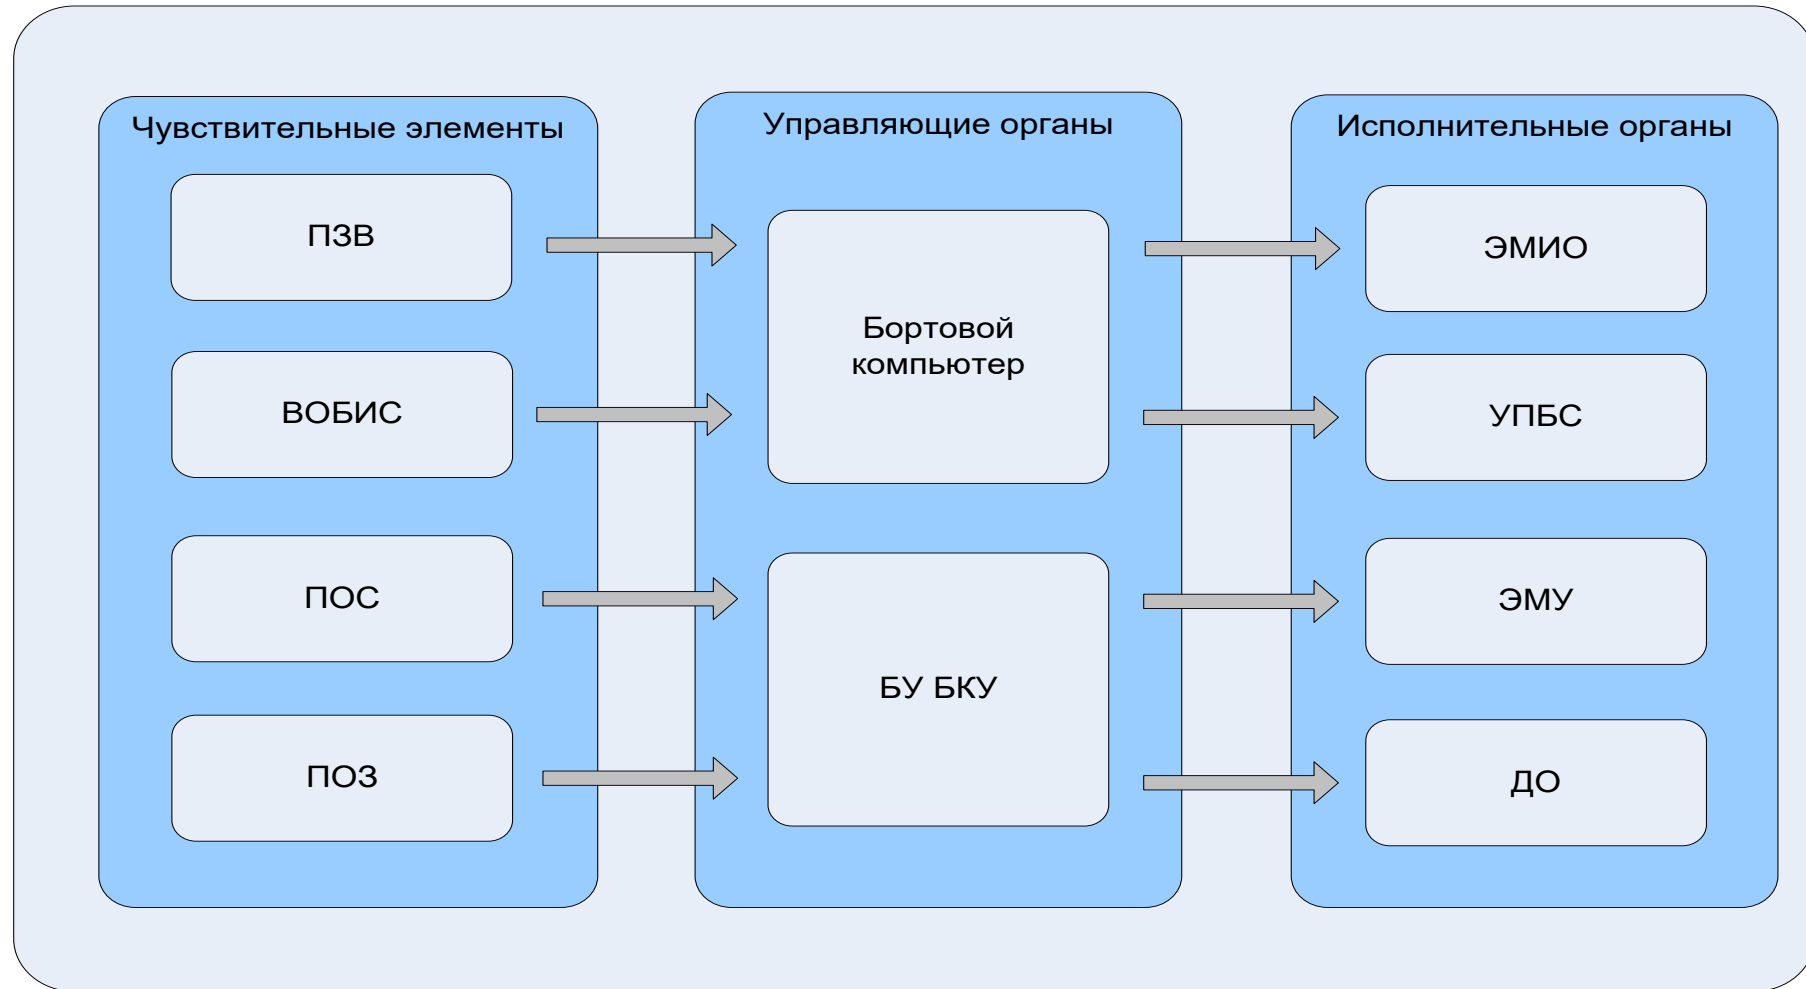 Чувствительные элементы
ПЗВ
ВОБИС
ПОС
ПОЗ
Управляющие органы
Бортовой
компьютер
БУ БКУ
Исполнительные органы
ЭМИО
УПБС
ЭМУ
ДО